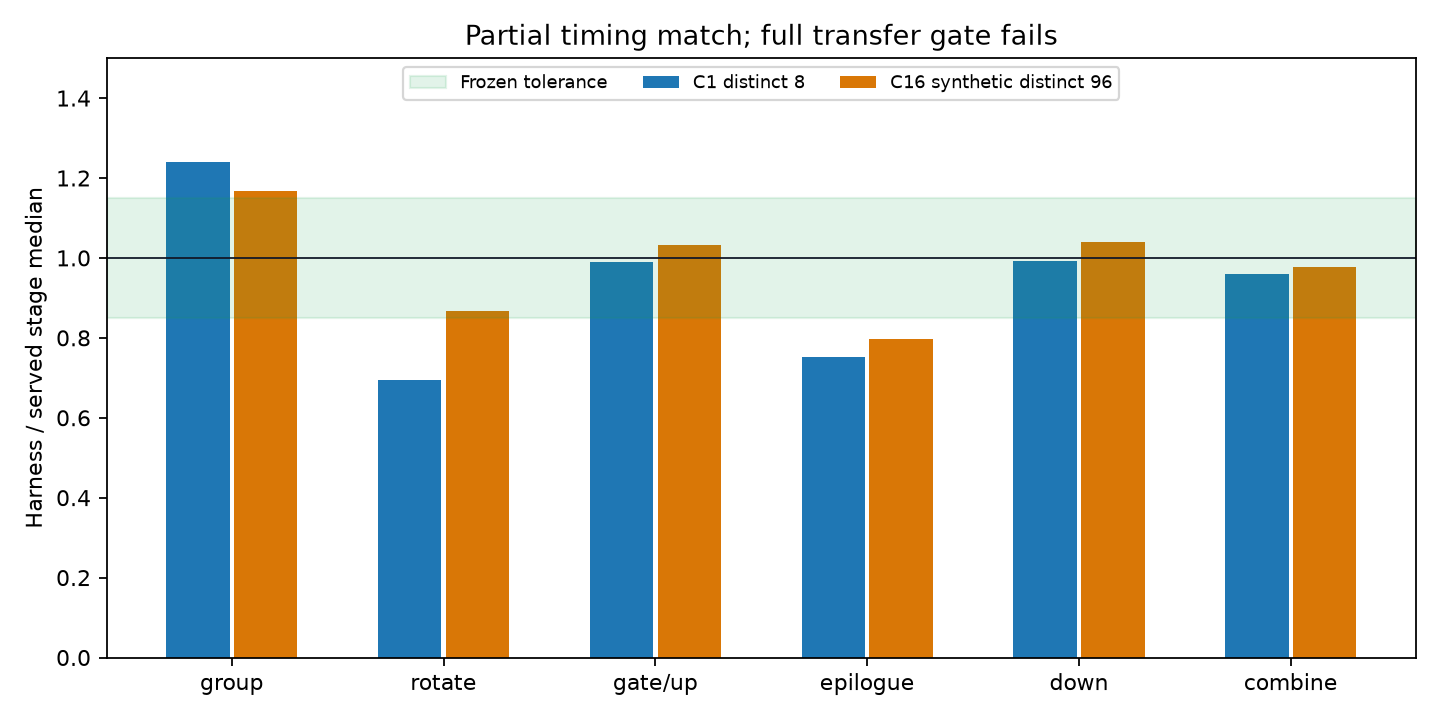 Partial timing match; full transfer gate fails
Frozen tolerance
C1 distinct 8
C16 synthetic distinct 96
Harness / served stage median
1.4
1.2
1.0
0.8
0.6
0.4
0.2
0.0
group
rotate
gate/up
epilogue
down
combine